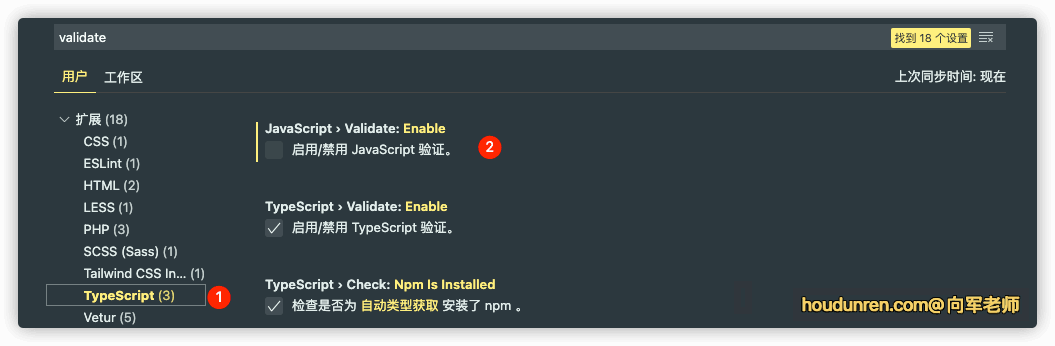 validate
找到 18 个设置
用户 工作区
上次同步时间: 现在
扩展 (18)
CSS (1)
ESLint (1)
HTML (2)
LESS (1)
PHP (3)
SCSS (Sass) (1)
Tailwind CSS In... (1)
TypeScript (3)
1
Vetur (5)
JavaScript › Validate: Enable
启用/禁用 JavaScript 验证。
2
TypeScript › Validate: Enable
启用/禁用 TypeScript 验证。
TypeScript › Check: Npm Is Installed
检查是否为 自动类型获取 安装了 npm 。
houdunren.com@向军老师